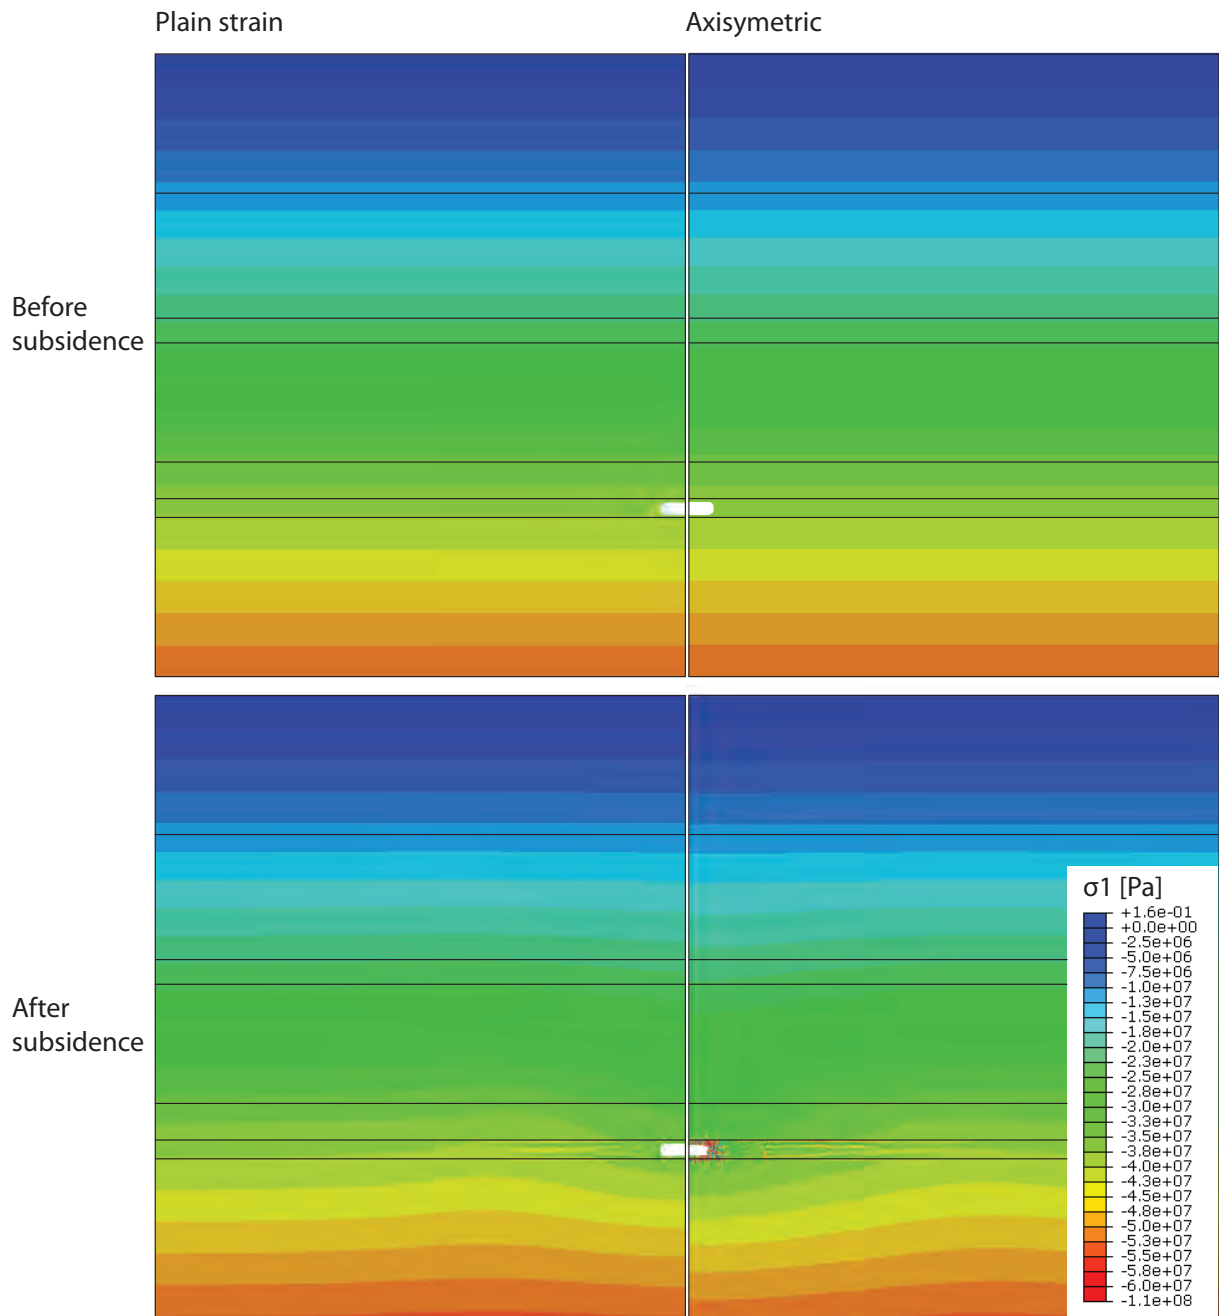 Plain strain
Axisymetric
Before
subsidence
After
subsidence
σ1 [Pa]
+1.6e-01
+0.0e+00
-2.5e+06
-5.0e+06
-7.5e+06
-1.0e+07
-1.3e+07
-1.5e+07
-1.8e+07
-2.0e+07
-2.3e+07
-2.5e+07
-2.8e+07
-3.0e+07
-3.3e+07
-3.5e+07
-3.8e+07
-4.0e+07
-4.3e+07
-4.5e+07
-4.8e+07
-5.0e+07
-5.3e+07
-5.5e+07
-5.8e+07
-6.0e+07
-1.1e+08